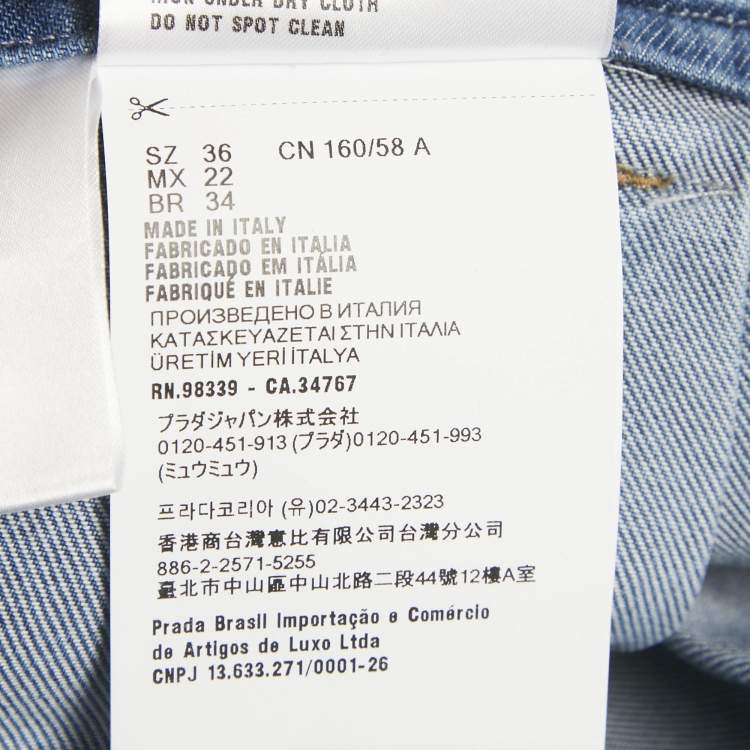 IRON UNDER DRY CLOTH
DO NOT SPOT CLEAN
SZ 36 CN 160/58 A
MX 22
BR 34
MADE IN ITALY
FABRICADO EN ITALIA
FABRICADO EM ITÁLIA
FABRIQUÉ EN ITALIE
ПРОИЗВЕДЕНО В ИТАЛИЯ
ΚΑΤΑΣΚΕΥΑΖΕΤΑΙ ΣΤΗΝ ΙΤΑΛΙΑ
ÜRETİM YERİ İTALYA
RN.98339 - CA.34767
プラダジャパン株式会社
0120-451-913 (プラダ)0120-451-993
(ミュウミュウ)
프라다코리아 (유)02-3443-2323
香港商台灣惠比有限公司台灣分公司
886-2-2571-5255
臺北市中山區中山北路二段44號12樓A室
Prada Brasil Importação e Comércio
de Artigos de Luxo Ltda
CNPJ 13.633.271/0001-26